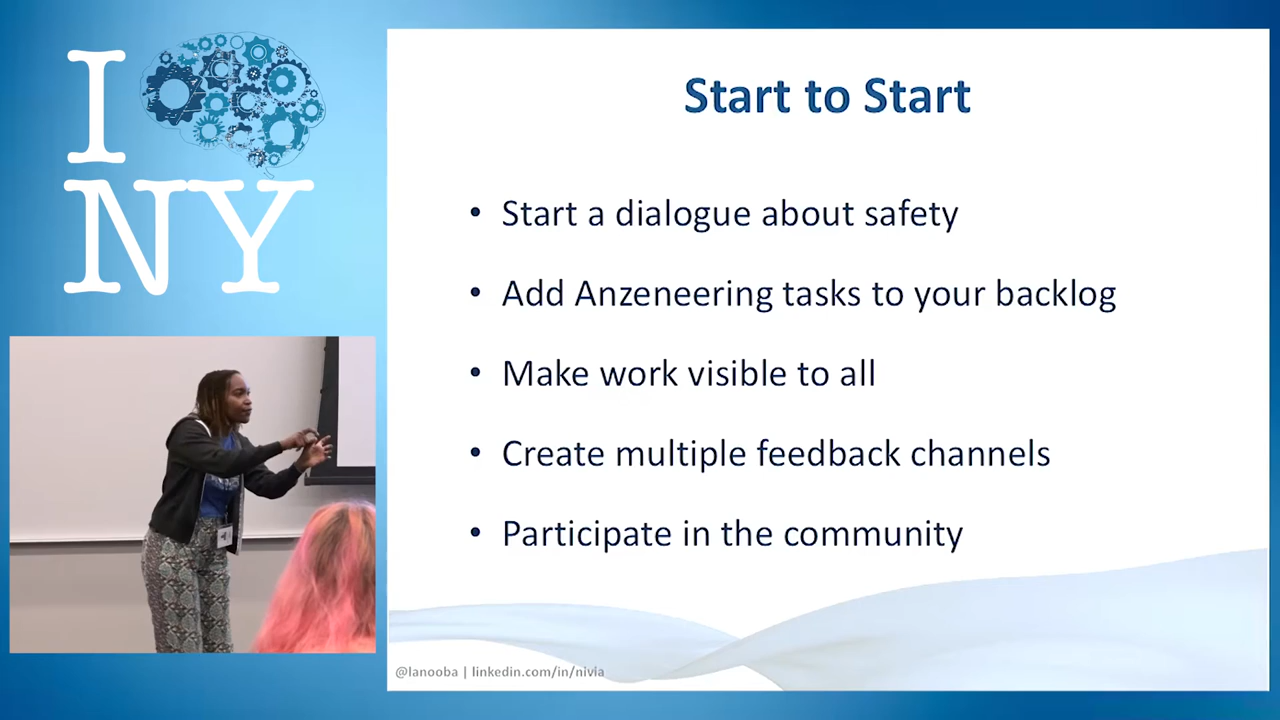 I
NY
Start to Start
• Start a dialogue about safety
• Add Anzeneering tasks to your backlog
• Make work visible to all
• Create multiple feedback channels
• Participate in the community
@lanooba | linkedin.com/in/nivia